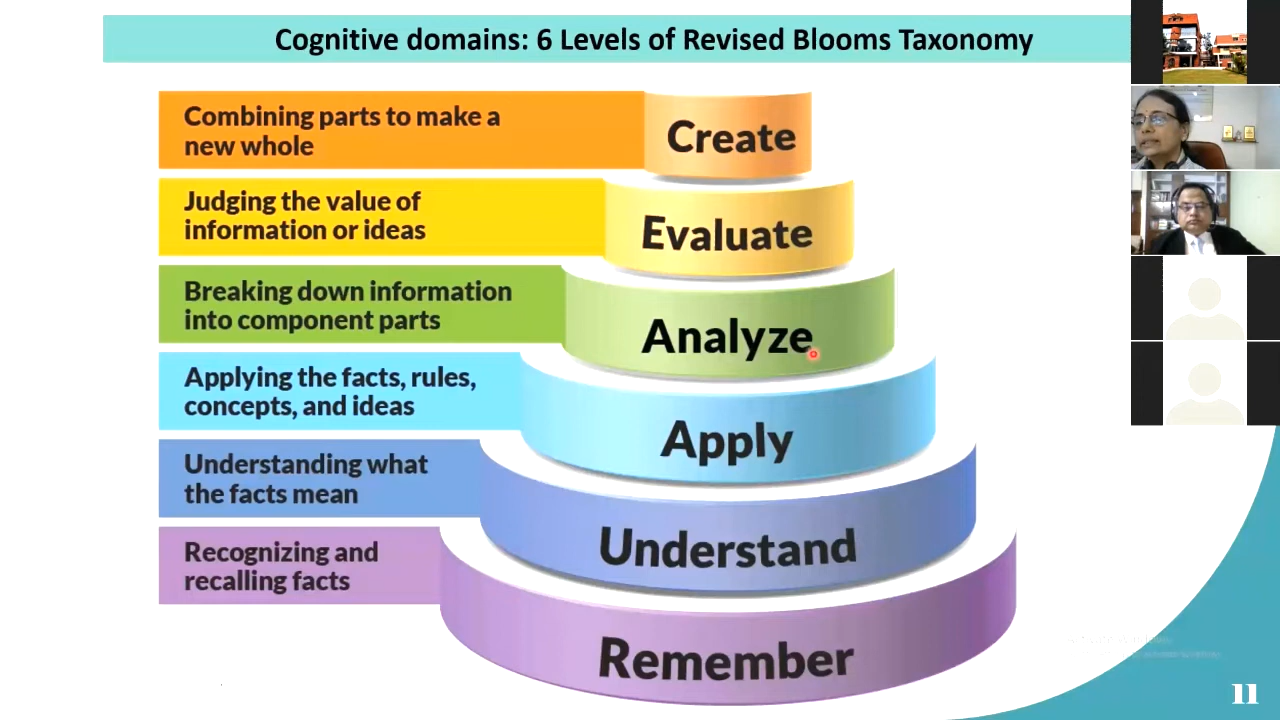 Cognitive domains: 6 Levels of Revised Blooms Taxonomy
Combining parts to make a
new whole
Create
Judging the value of
information or ideas
Evaluate
Breaking down information
into component parts
Analyze
Applying the facts, rules,
concepts, and ideas
Apply
Understanding what
the facts mean
Understand
Recognizing and
recalling facts
Remember
11